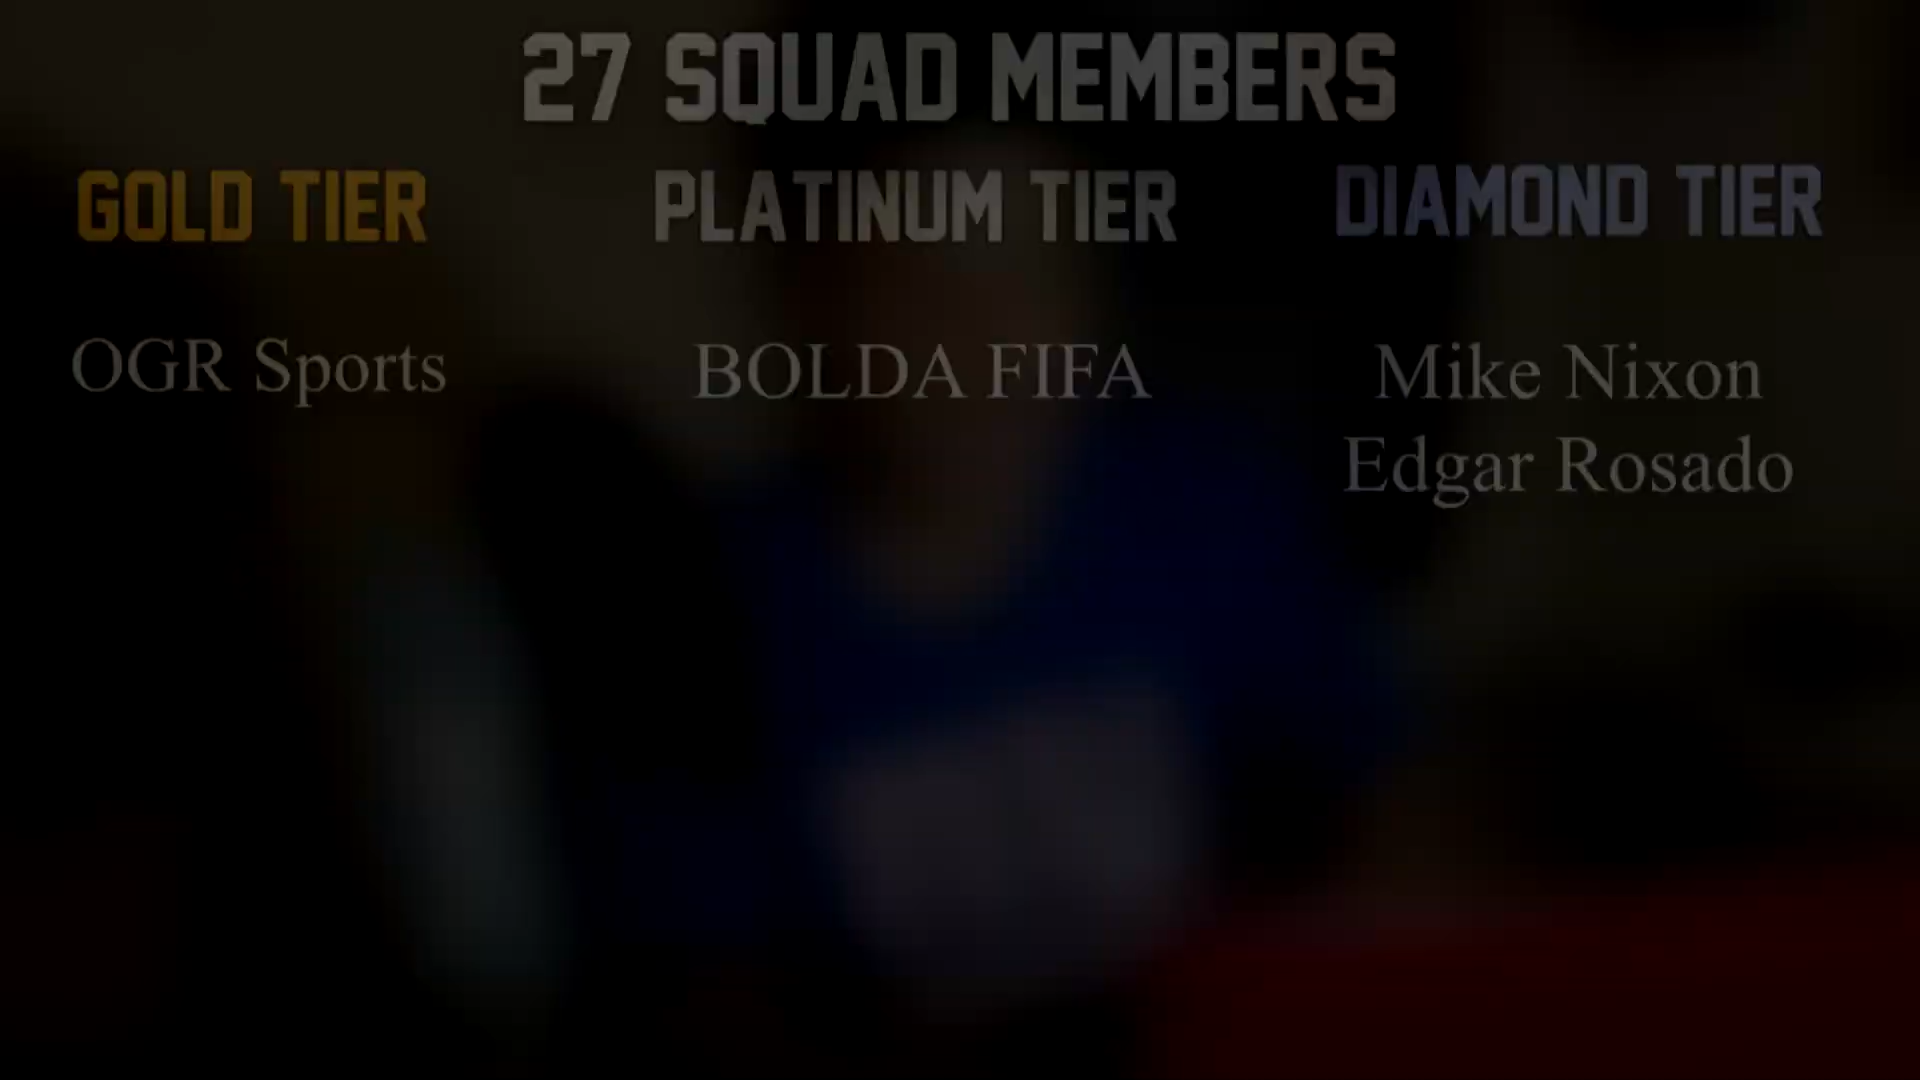 27 SQUAD MEMBERS
GOLD TIER
OGR Sports
PLATINUM TIER
BOLDA FIFA
DIAMOND TIER
Mike Nixon
Edgar Rosado